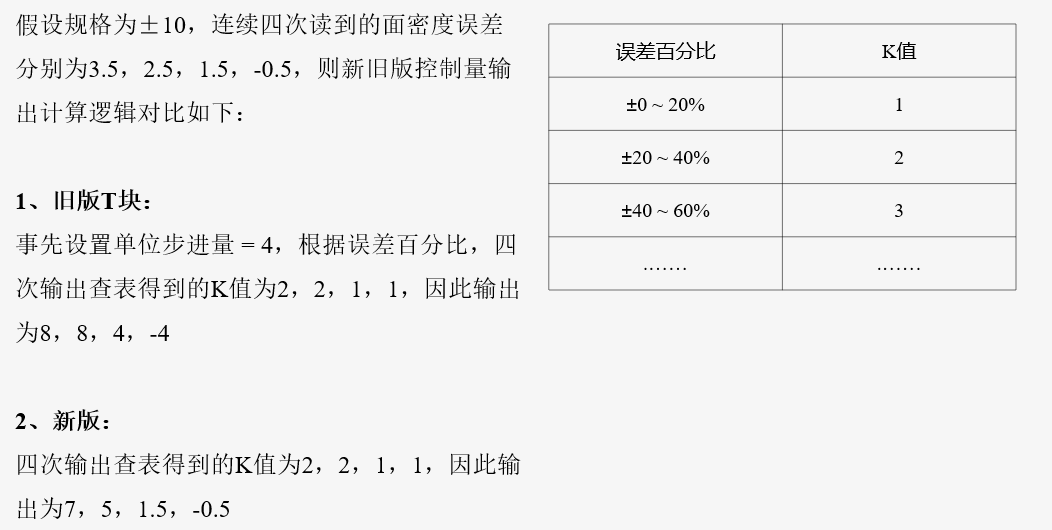 假设规格为±10，连续四次读到的面密度误差
分别为3.5，2.5，1.5，-0.5，则新旧版控制量输
出计算逻辑对比如下：
1、旧版T块：
事先设置单位步进量 = 4，根据误差百分比，四
次输出查表得到的K值为2，2，1，1，因此输出
为8，8，4，-4
2、新版：
四次输出查表得到的K值为2，2，1，1，因此输
出为7，5，1.5，-0.5
误差百分比 K值
±0 ~ 20% 1
±20 ~ 40% 2
±40 ~ 60% 3
……. …….